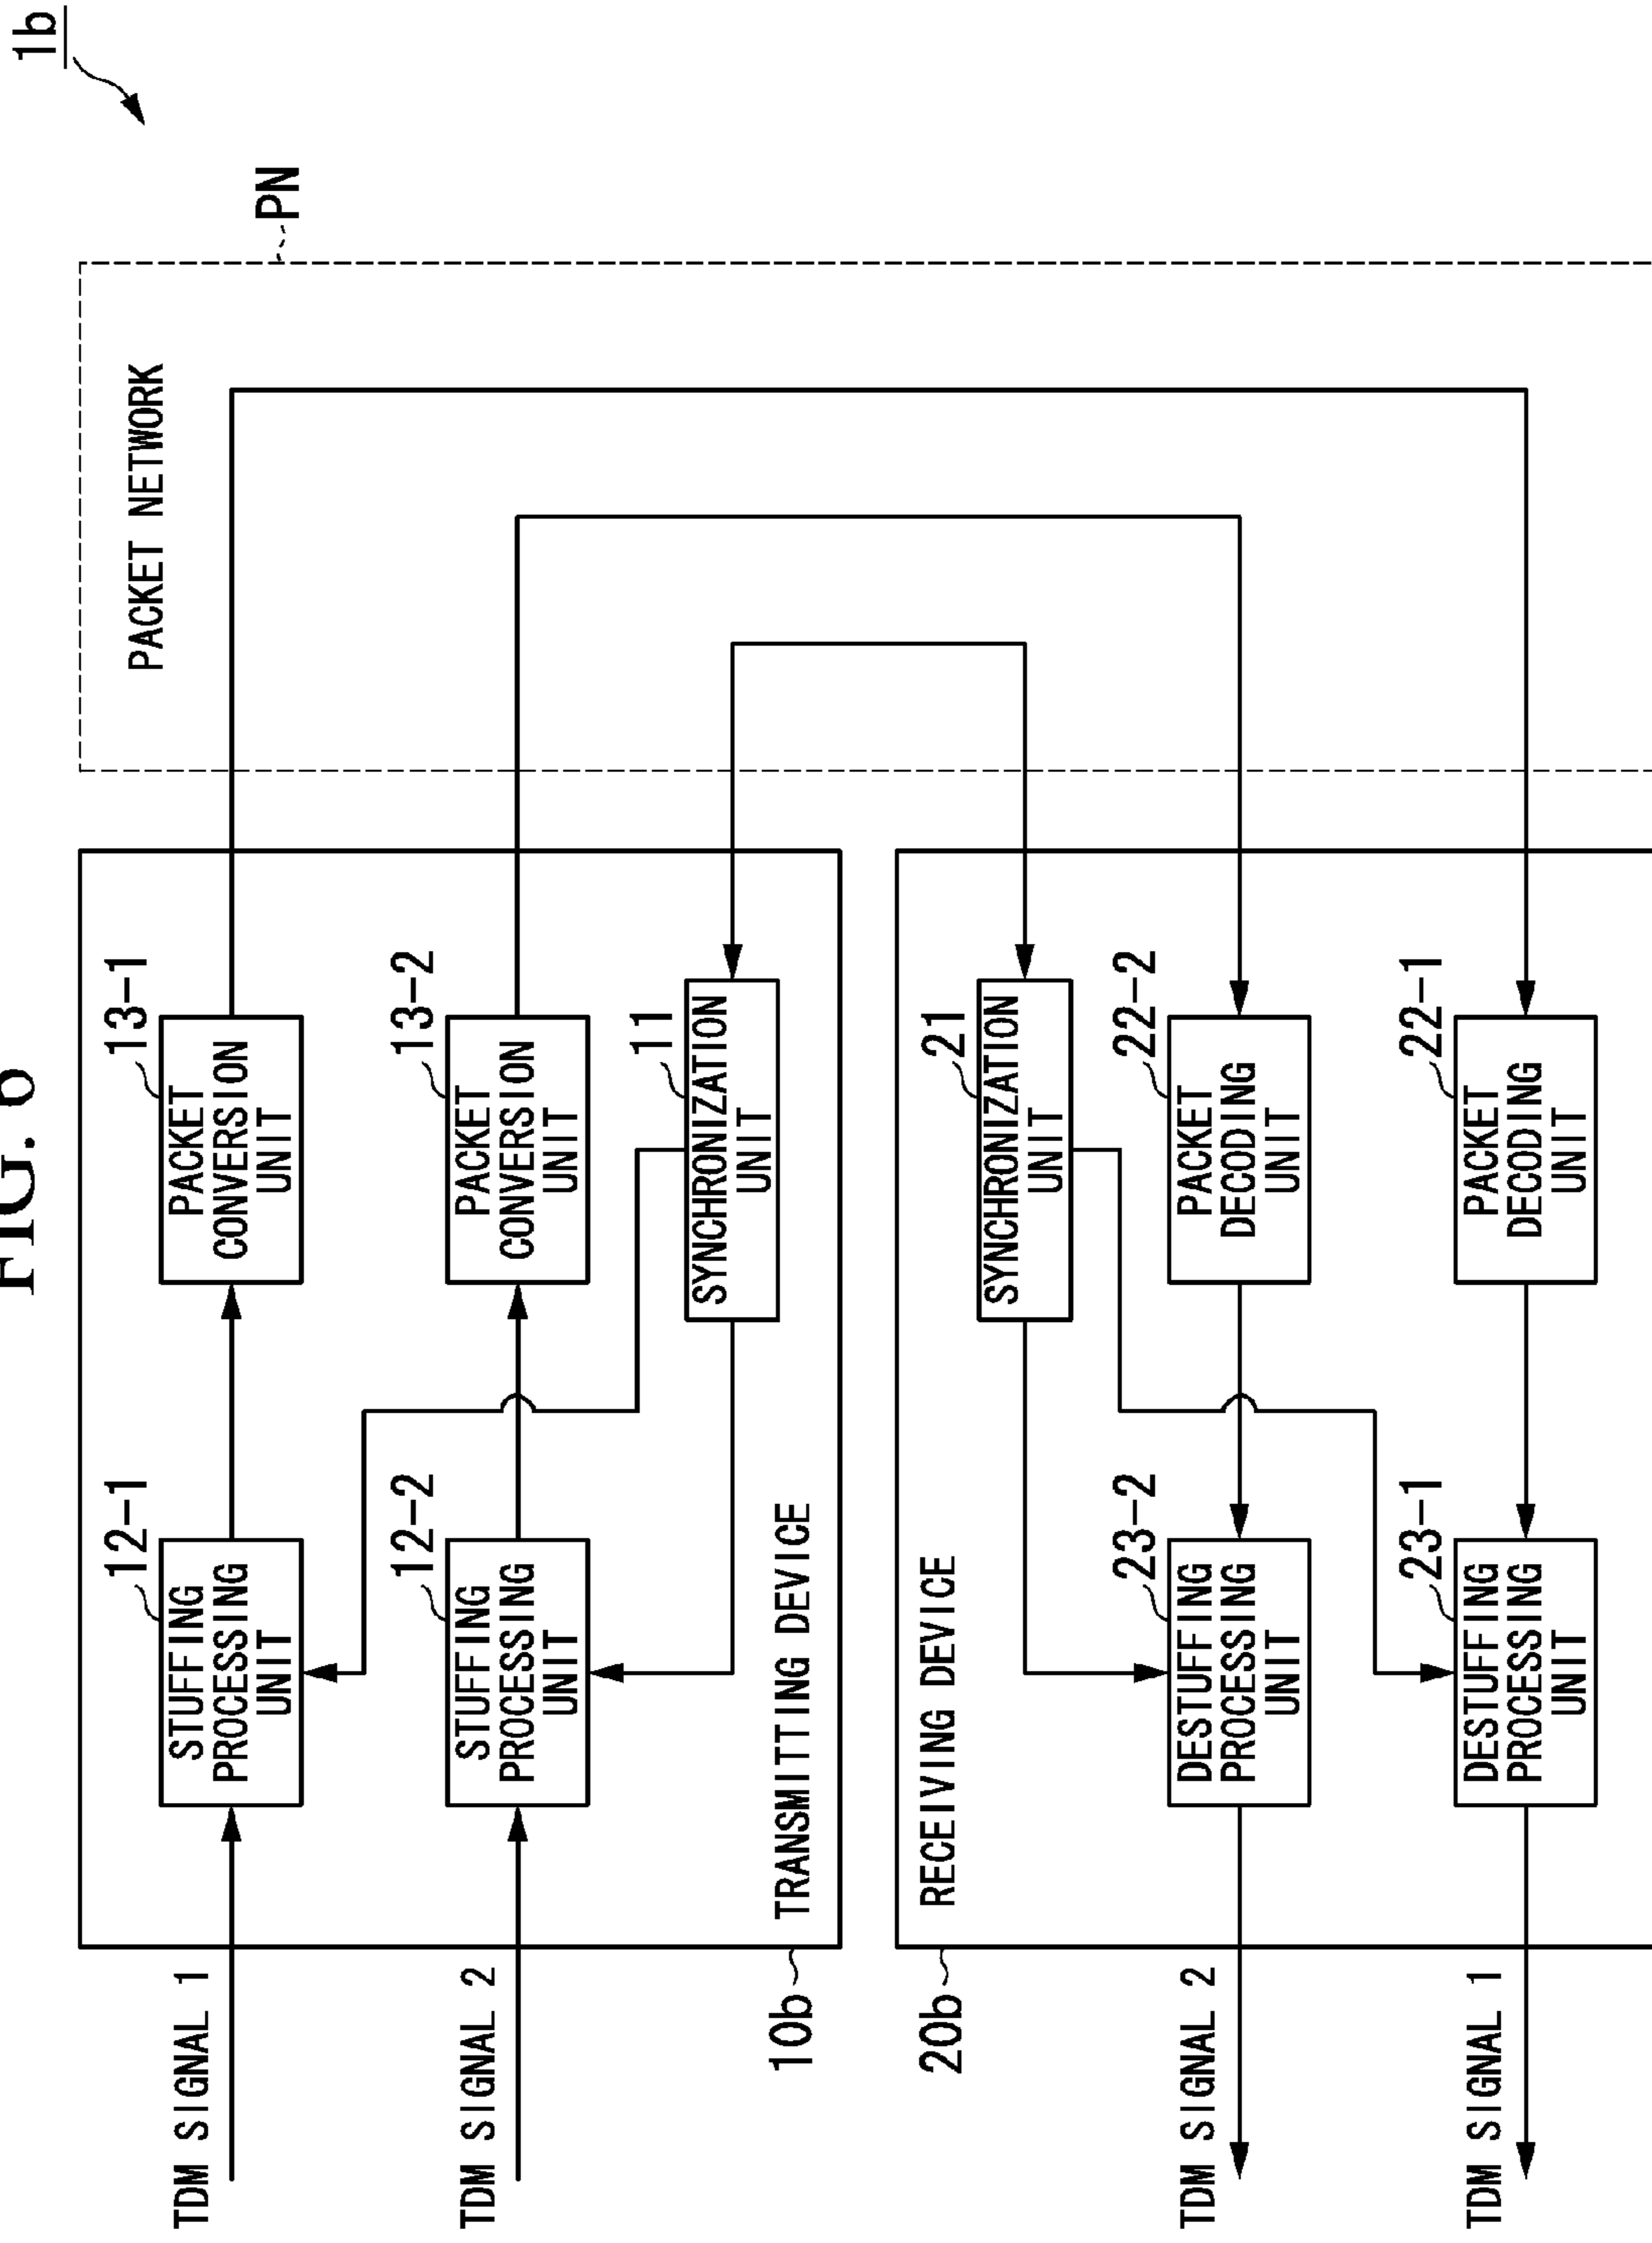 FIG. 6
1b
PN
PACKET NETWORK
TDM SIGNAL 1
12-1
STUFFING
PROCESSING
UNIT
13-1
PACKET
CONVERSION
UNIT
TDM SIGNAL 2
12-2
STUFFING
PROCESSING
UNIT
13-2
PACKET
CONVERSION
UNIT
11
SYNCHRONIZATION
UNIT
10b
TRANSMITTING DEVICE
20b
RECEIVING DEVICE
21
SYNCHRONIZATION
UNIT
TDM SIGNAL 2
23-2
DESTUFFING
PROCESSING
UNIT
22-2
PACKET
DECODING
UNIT
TDM SIGNAL 1
23-1
DESTUFFING
PROCESSING
UNIT
22-1
PACKET
DECODING
UNIT